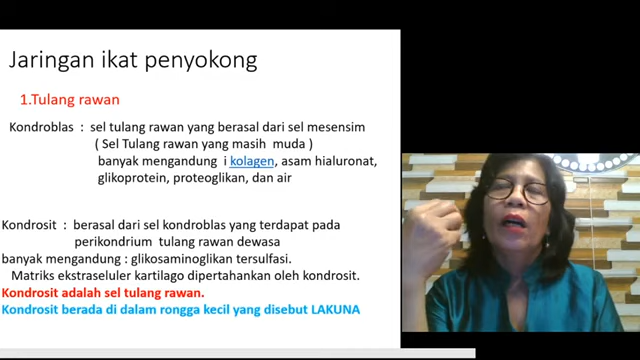 Jaringan ikat penyokong
1.Tulang rawan
Kondroblas : sel tulang rawan yang berasal dari sel mesensim
( Sel Tulang rawan yang masih muda )
banyak mengandung i kolagen, asam hialuronat,
glikoprotein, proteoglikan, dan air
Kondrosit : berasal dari sel kondroblas yang terdapat pada
perikondrium tulang rawan dewasa
banyak mengandung : glikosaminoglikan tersulfasi.
Matriks ekstraseluler kartilago dipertahankan oleh kondrosit.
Kondrosit adalah sel tulang rawan.
Kondrosit berada di dalam rongga kecil yang disebut LAKUNA